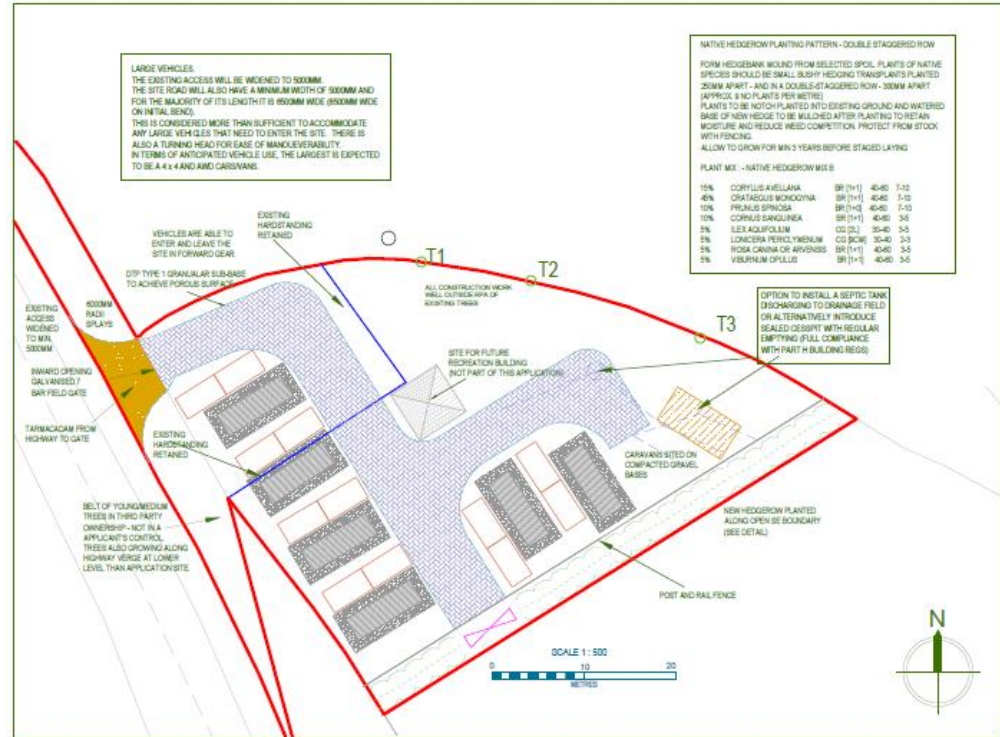 LARGE VEHICLES
THE EXISTING ACCESS WILL BE WIDENED TO 5000MM.
THE SITE ROAD WILL ALSO HAVE A MINIMUM WIDTH OF 5000MM AND
FOR THE MAJORITY OF ITS LENGTH IT IS 6500MM WIDE (8500MM WIDE
ON INITIAL BEND).
THIS IS CONSIDERED MORE THAN SUFFICIENT TO ACCOMMODATE
ANY LARGE VEHICLES THAT NEED TO ENTER THE SITE. THERE IS
ALSO A TURNING HEAD FOR EASE OF MANOUEVERABILITY.
IN TERMS OF ANTICIPATED VEHICLE USE, THE LARGEST IS EXPECTED
TO BE A 4 x 4 AND AWD CARS/VANS.
NATIVE HEDGEROW PLANTING PATTERN - DOUBLE STAGGERED ROW
FORM HEDGEBANK MOUND FROM SELECTED SPOIL. PLANTS OF NATIVE
SPECIES SHOULD BE SMALL BUSHY HEDGING TRANSPLANTS PLANTED
250MM APART - AND IN A DOUBLE-STAGGERED ROW - 300MM APART
(APPROX. 9 NO PLANTS PER METRE)
PLANTS TO BE NOTCH PLANTED INTO EXISTING GROUND AND WATERED
BASE OF NEW HEDGE TO BE MULCHED AFTER PLANTING TO RETAIN
MOISTURE AND REDUCE WEED COMPETITION. PROTECT FROM STOCK
WITH FENCING.
ALLOW TO GROW FOR MIN 3 YEARS BEFORE STAGED LAYING
PLANT MIX : - NATIVE HEDGEROW MIX B
15% CORYLUS AVELLANA BR [1+1] 40-60 7-10
45% CRATAEGUS MONOGYNA BR [1+1] 40-60 7-10
10% PRUNUS SPINOSA BR [1+0] 40-60 7-10
10% CORNUS SANGUINEA BR [1+1] 40-60 3-5
5% ILEX AQUIFOLIUM CG [2L] 30-40 3-5
5% LONICERA PERICLYMENUM CG [9CM] 30-40 2-3
5% ROSA CANINA OR ARVENSIS BR [1+1] 40-60 3-5
5% VIBURNUM OPULUS BR [1+1] 40-60 3-5
EXISTING
HARDSTANDING
RETAINED
VEHICLES ARE ABLE TO
ENTER AND LEAVE THE
SITE IN FORWARD GEAR
DTP TYPE 1 GRANUALAR SUB-BASE
TO ACHIEVE POROUS SURFACE
T1
T2
T3
ALL CONSTRUCTION WORK
WELL OUTSIDE RPA OF
EXISTING TREES
OPTION TO INSTALL A SEPTIC TANK
DISCHARGING TO DRAINAGE FIELD
OR ALTERNATIVELY INTRODUCE
SEALED CESSPIT WITH REGULAR
EMPTYING (FULL COMPLIANCE
WITH PART H BUILDING REGS)
EXISTING
ACCESS
WIDENED
TO MIN.
5000MM
6000MM
RADII
SPLAYS
SITE FOR FUTURE
RECREATION BUILDING
(NOT PART OF THIS APPLICATION)
INWARD OPENING
GALVANISED 7
BAR FIELD GATE
TARMACADAM FROM
HIGHWAY TO GATE
EXISTING
HARDSTANDING
RETAINED
CARAVANS SITED ON
COMPACTED GRAVEL
BASES
BELT OF YOUNG/MEDIUM
TREES IN THIRD PARTY
OWNERSHIP - NOT IN A
APPLICANT'S CONTROL
TREES ALSO GROWING ALONG
HIGHWAY VERGE AT LOWER
LEVEL THAN APPLICATION SITE
NEW HEDGEROW PLANTED
ALONG OPEN SE BOUNDARY
(SEE DETAIL)
POST AND RAIL FENCE
SCALE 1 : 500
0 10 20
METRES
N